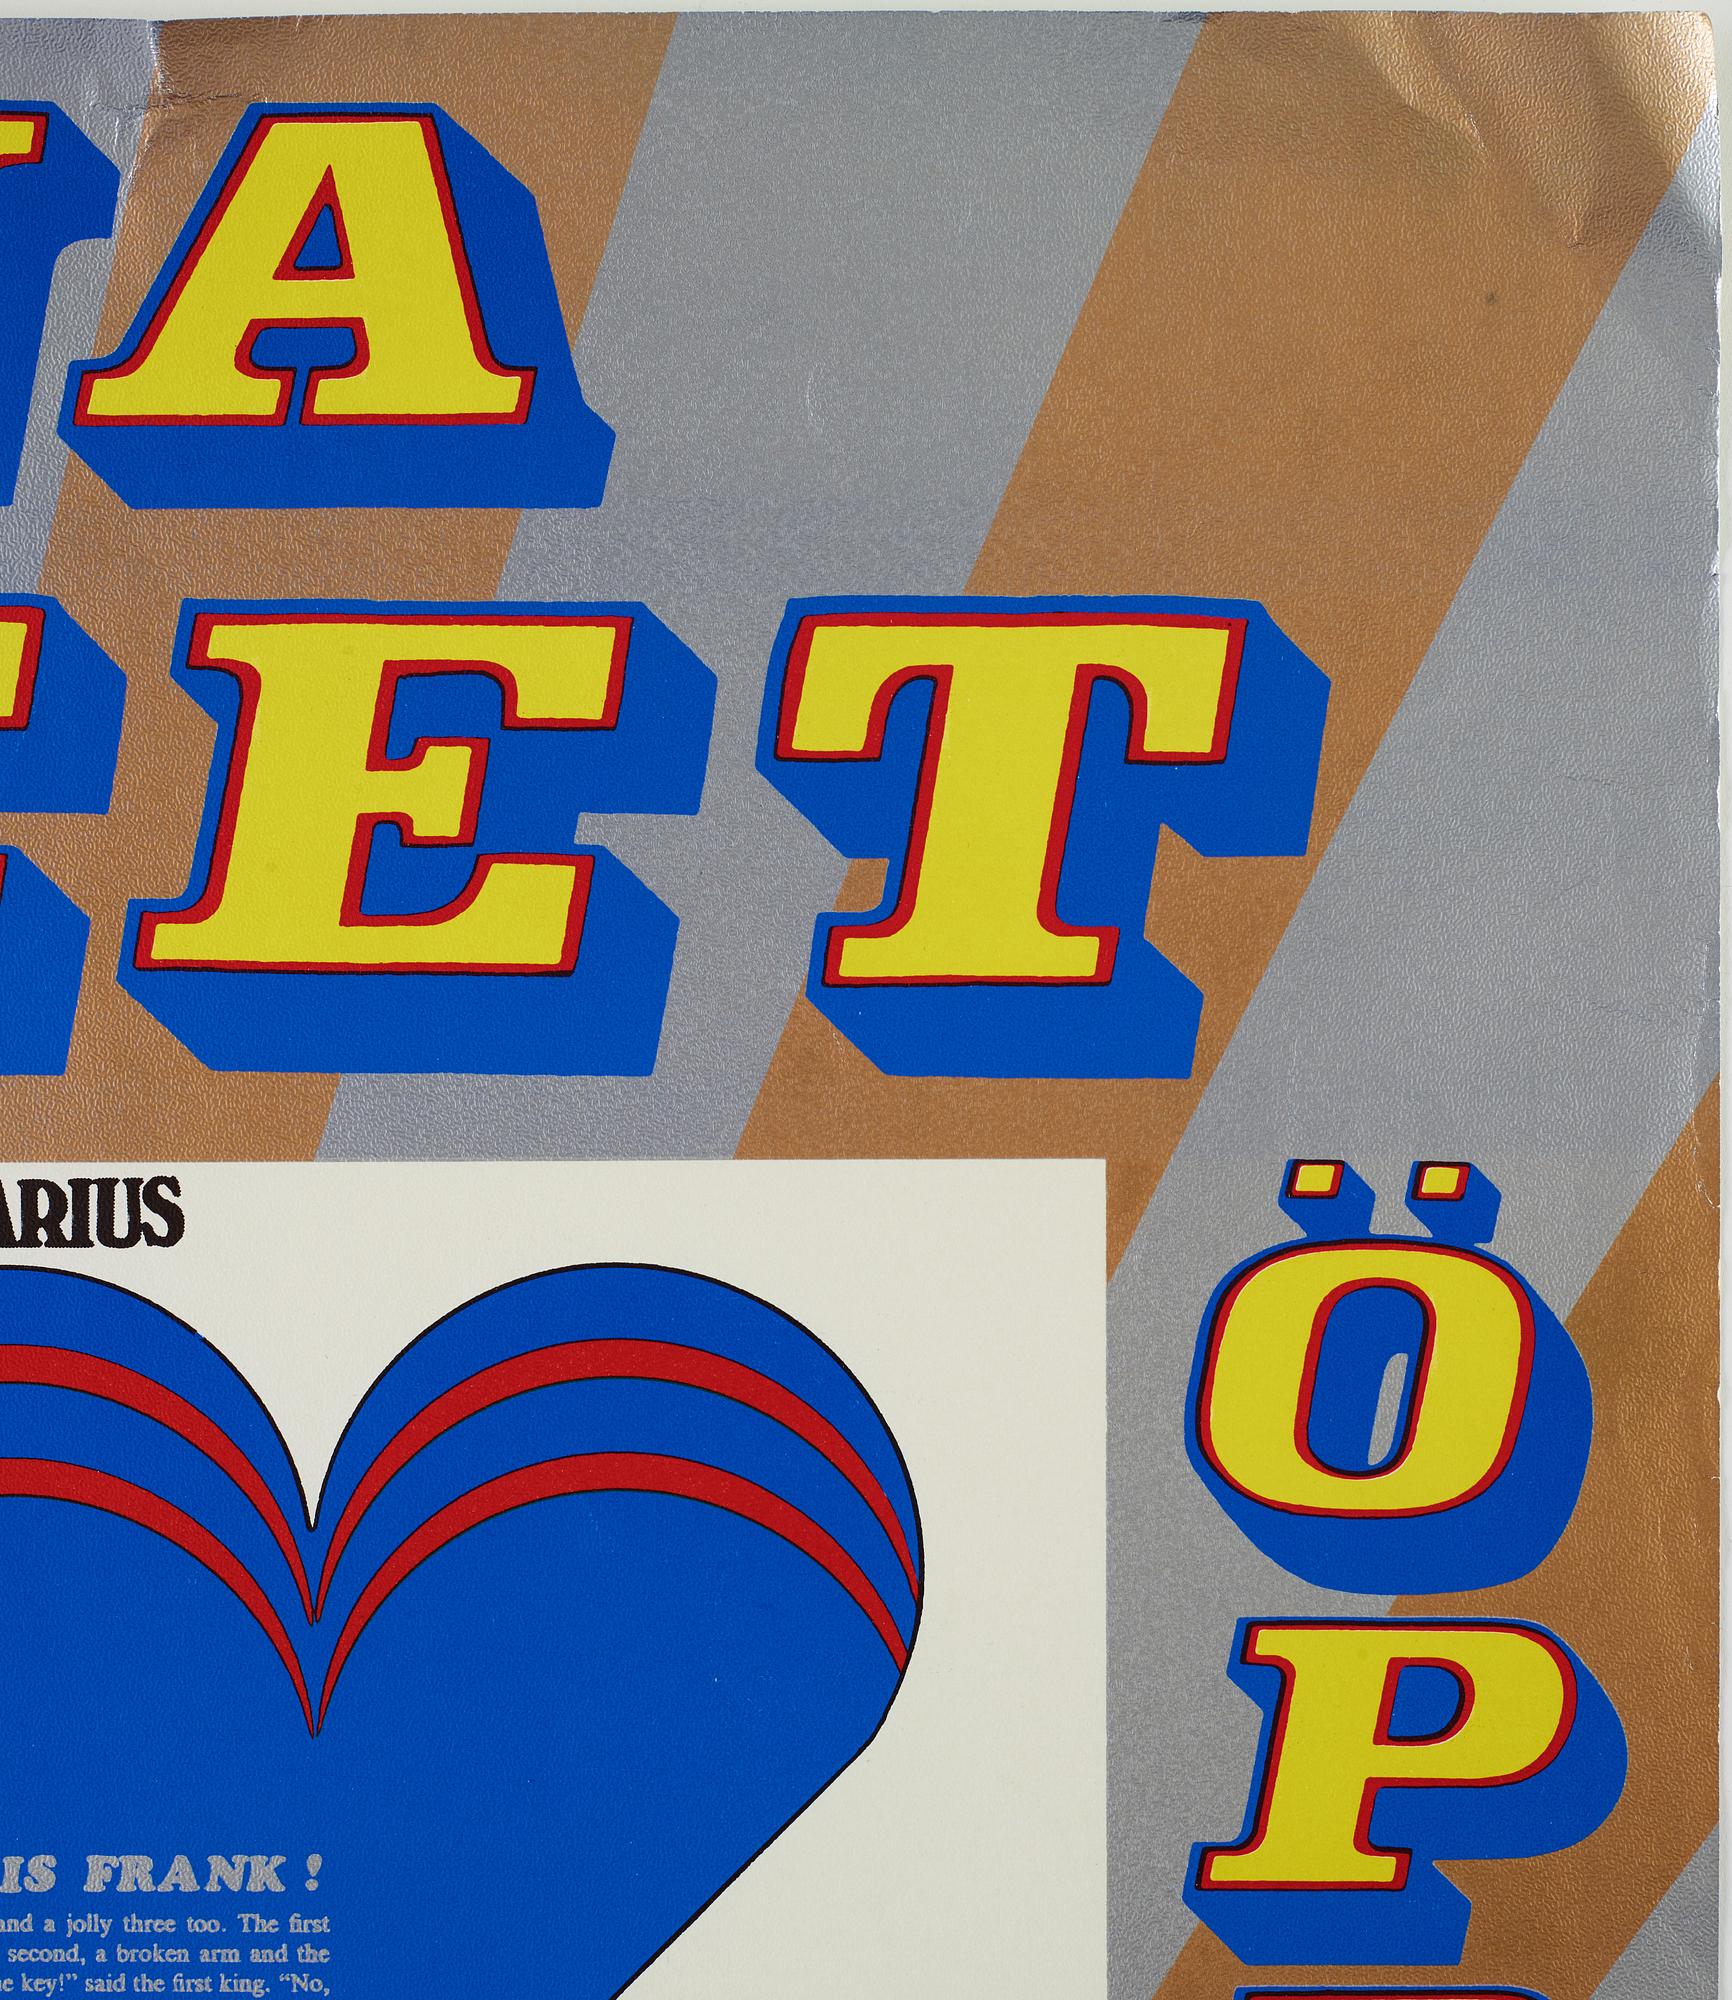 A
ET
ARIUS
Ö
P
IS FRANK !
and a jolly three too. The first
second, a broken arm and the
key!” said the first king. “No,